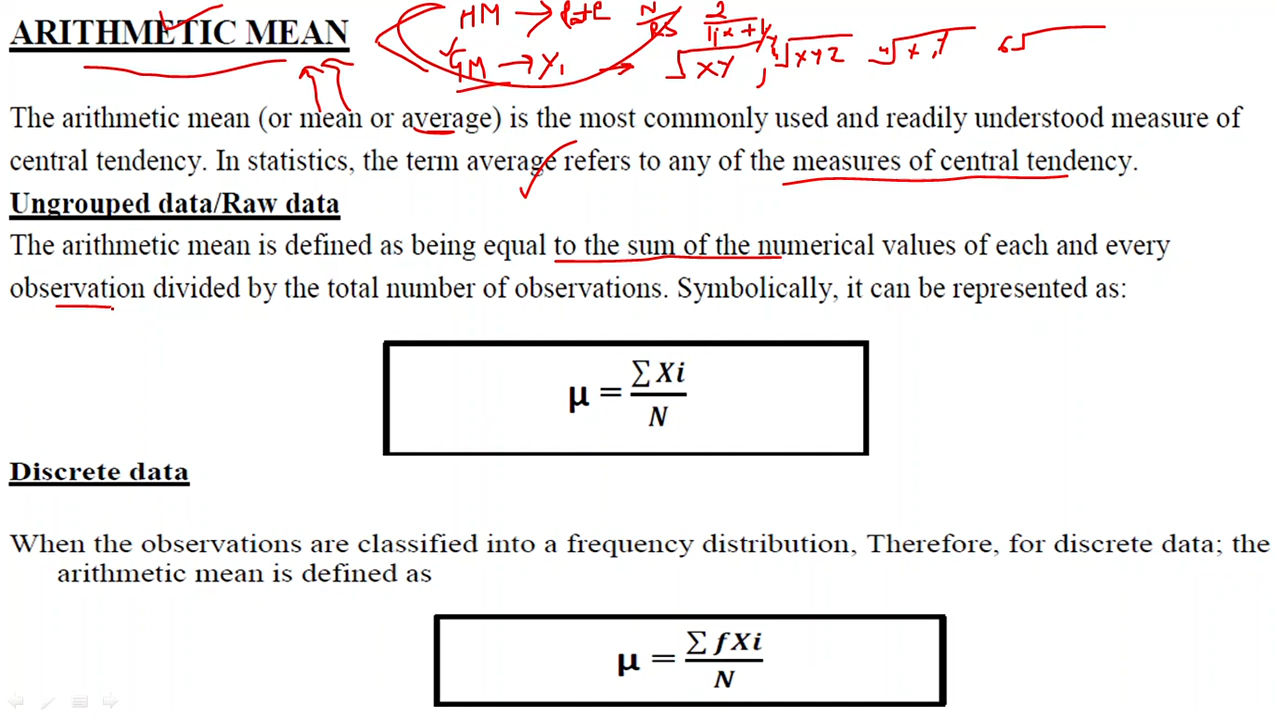 ARITHMETIC MEAN
HM → Rate
GM → Y₁ → √XY , ∛XYZ ∜X,Y ⁶√
The arithmetic mean (or mean or average) is the most commonly used and readily understood measure of
central tendency. In statistics, the term average refers to any of the measures of central tendency.
Ungrouped data/Raw data
The arithmetic mean is defined as being equal to the sum of the numerical values of each and every
observation divided by the total number of observations. Symbolically, it can be represented as:
μ = ∑ Xi / N
Discrete data
When the observations are classified into a frequency distribution, Therefore, for discrete data; the
arithmetic mean is defined as
μ = ∑ fXi / N